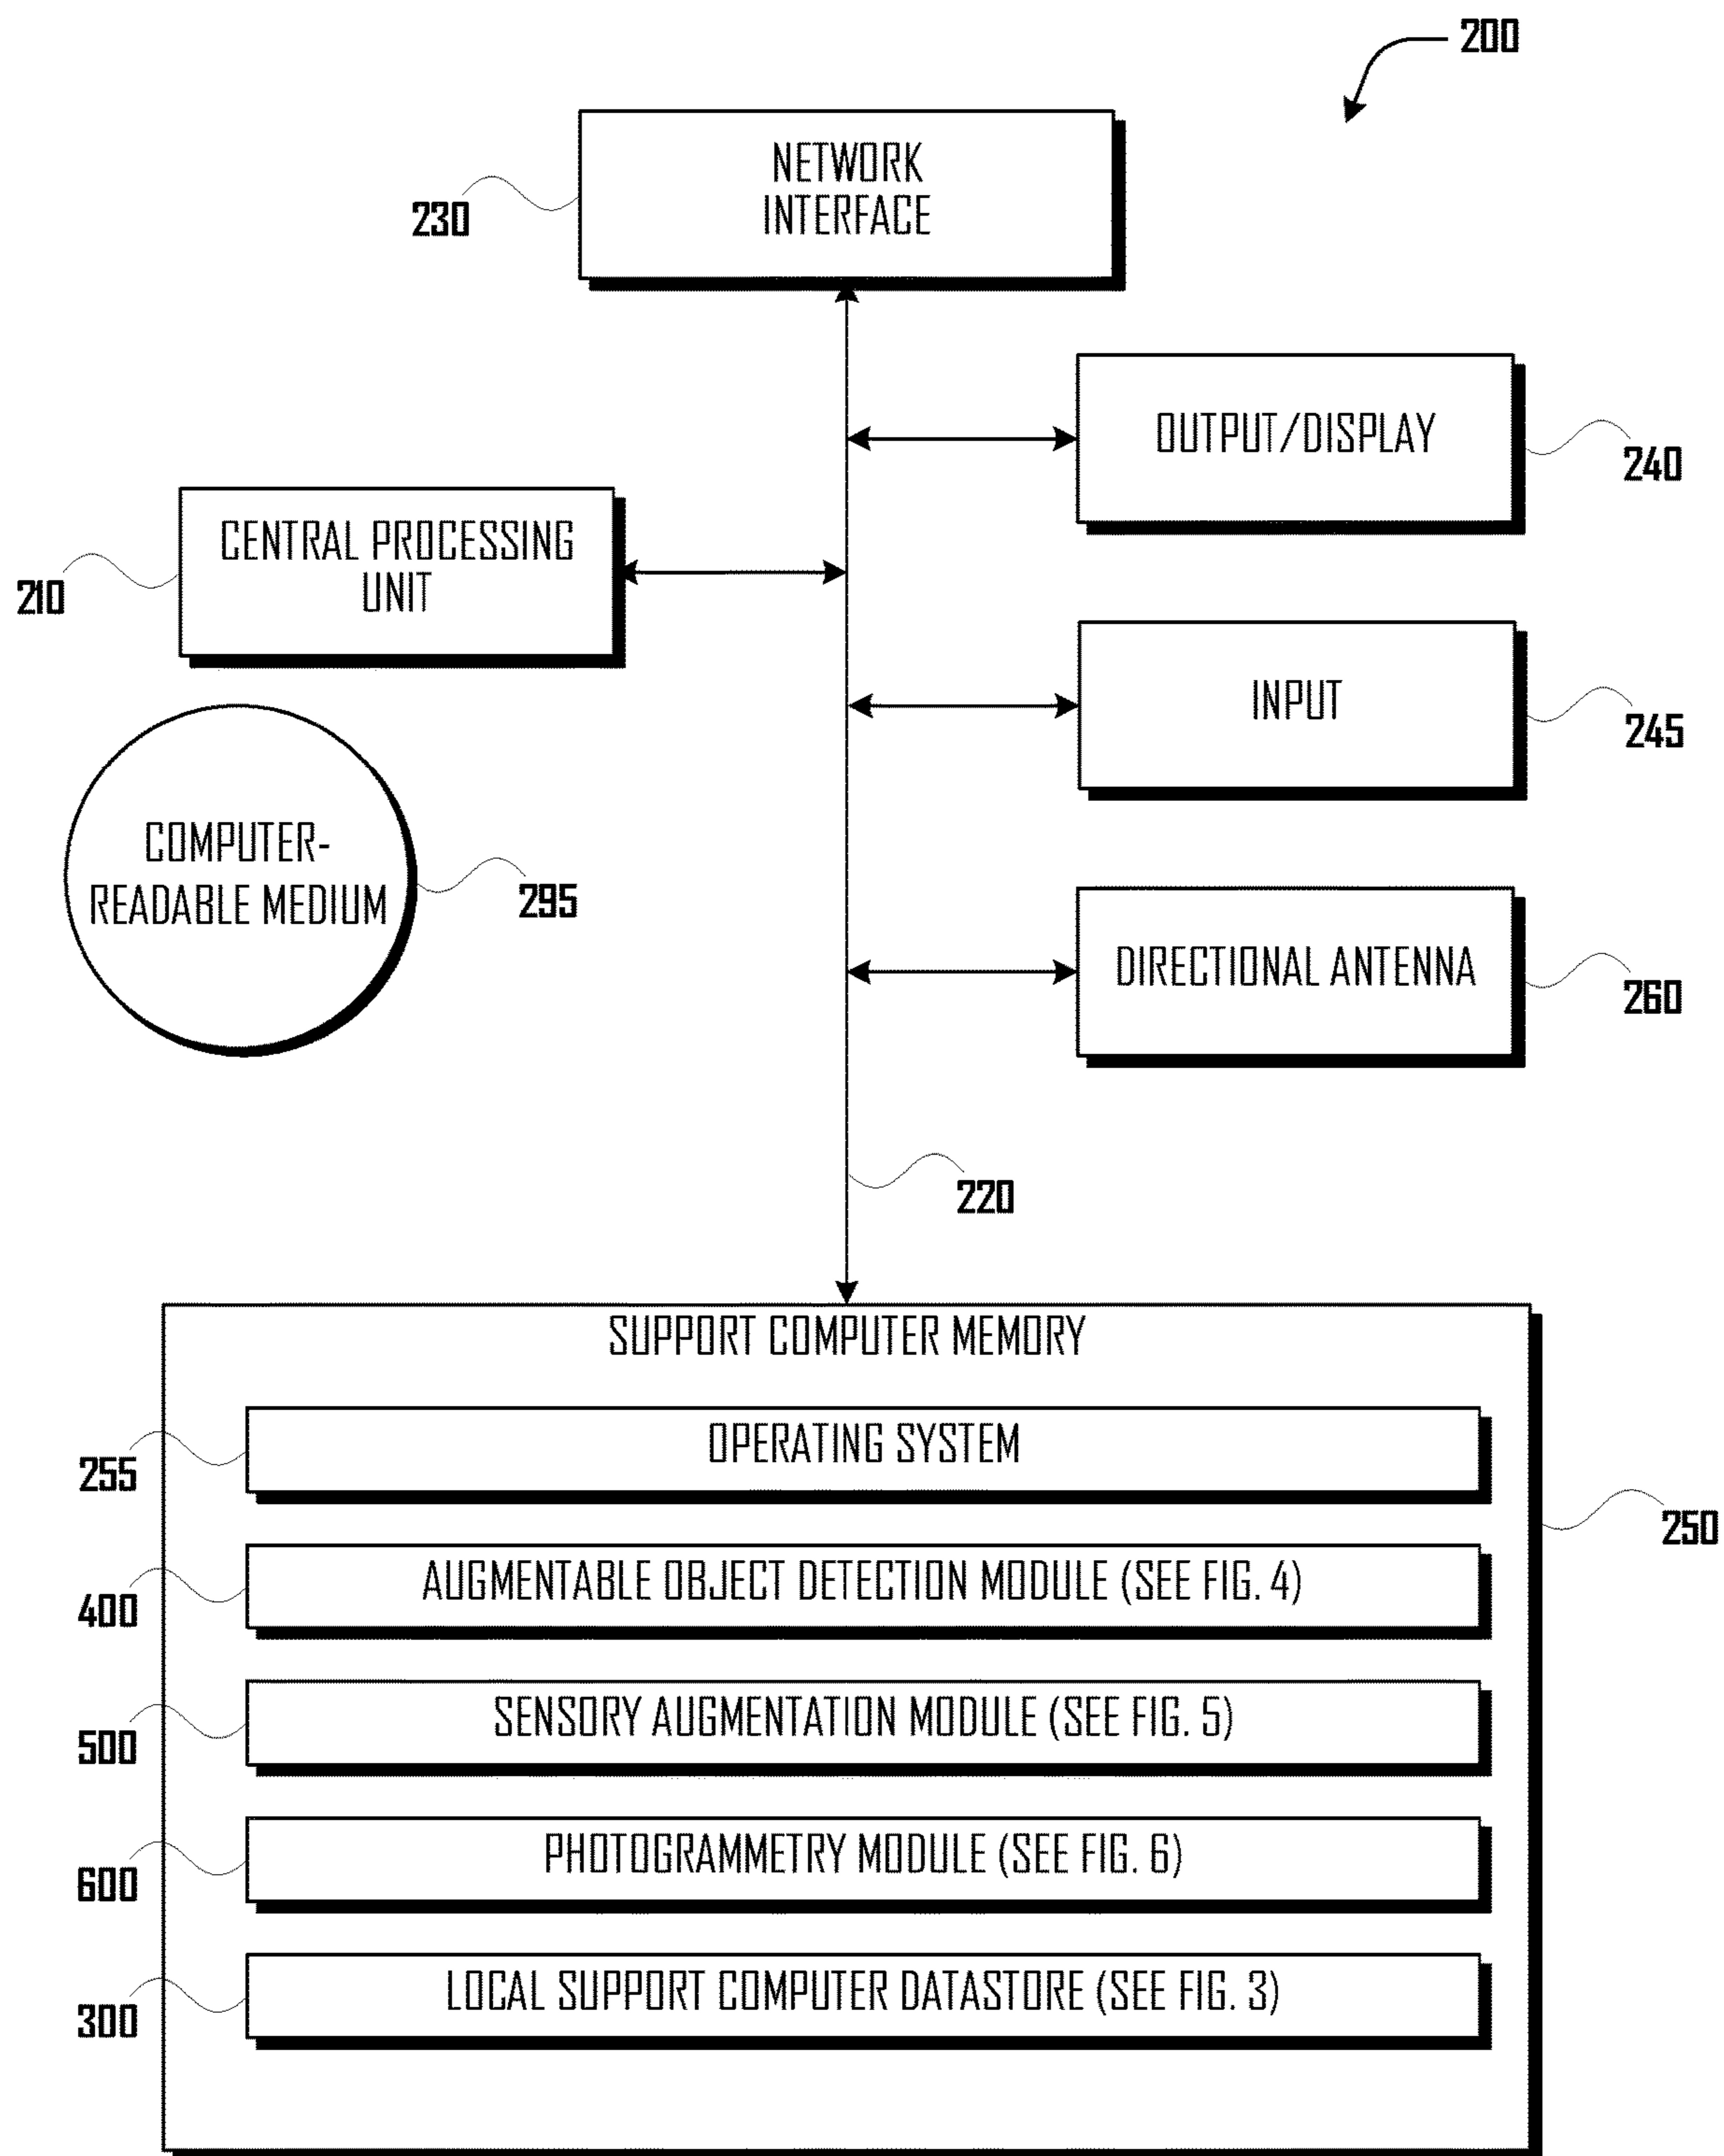 200
NETWORK
INTERFACE
230
OUTPUT/DISPLAY
240
CENTRAL PROCESSING
UNIT
210
INPUT
245
COMPUTER-
READABLE MEDIUM
295
DIRECTIONAL ANTENNA
260
220
SUPPORT COMPUTER MEMORY
OPERATING SYSTEM
255
250
AUGMENTABLE OBJECT DETECTION MODULE (SEE FIG. 4)
400
SENSORY AUGMENTATION MODULE (SEE FIG. 5)
500
PHOTOGRAMMETRY MODULE (SEE FIG. 6)
600
LOCAL SUPPORT COMPUTER DATASTORE (SEE FIG. 3)
300